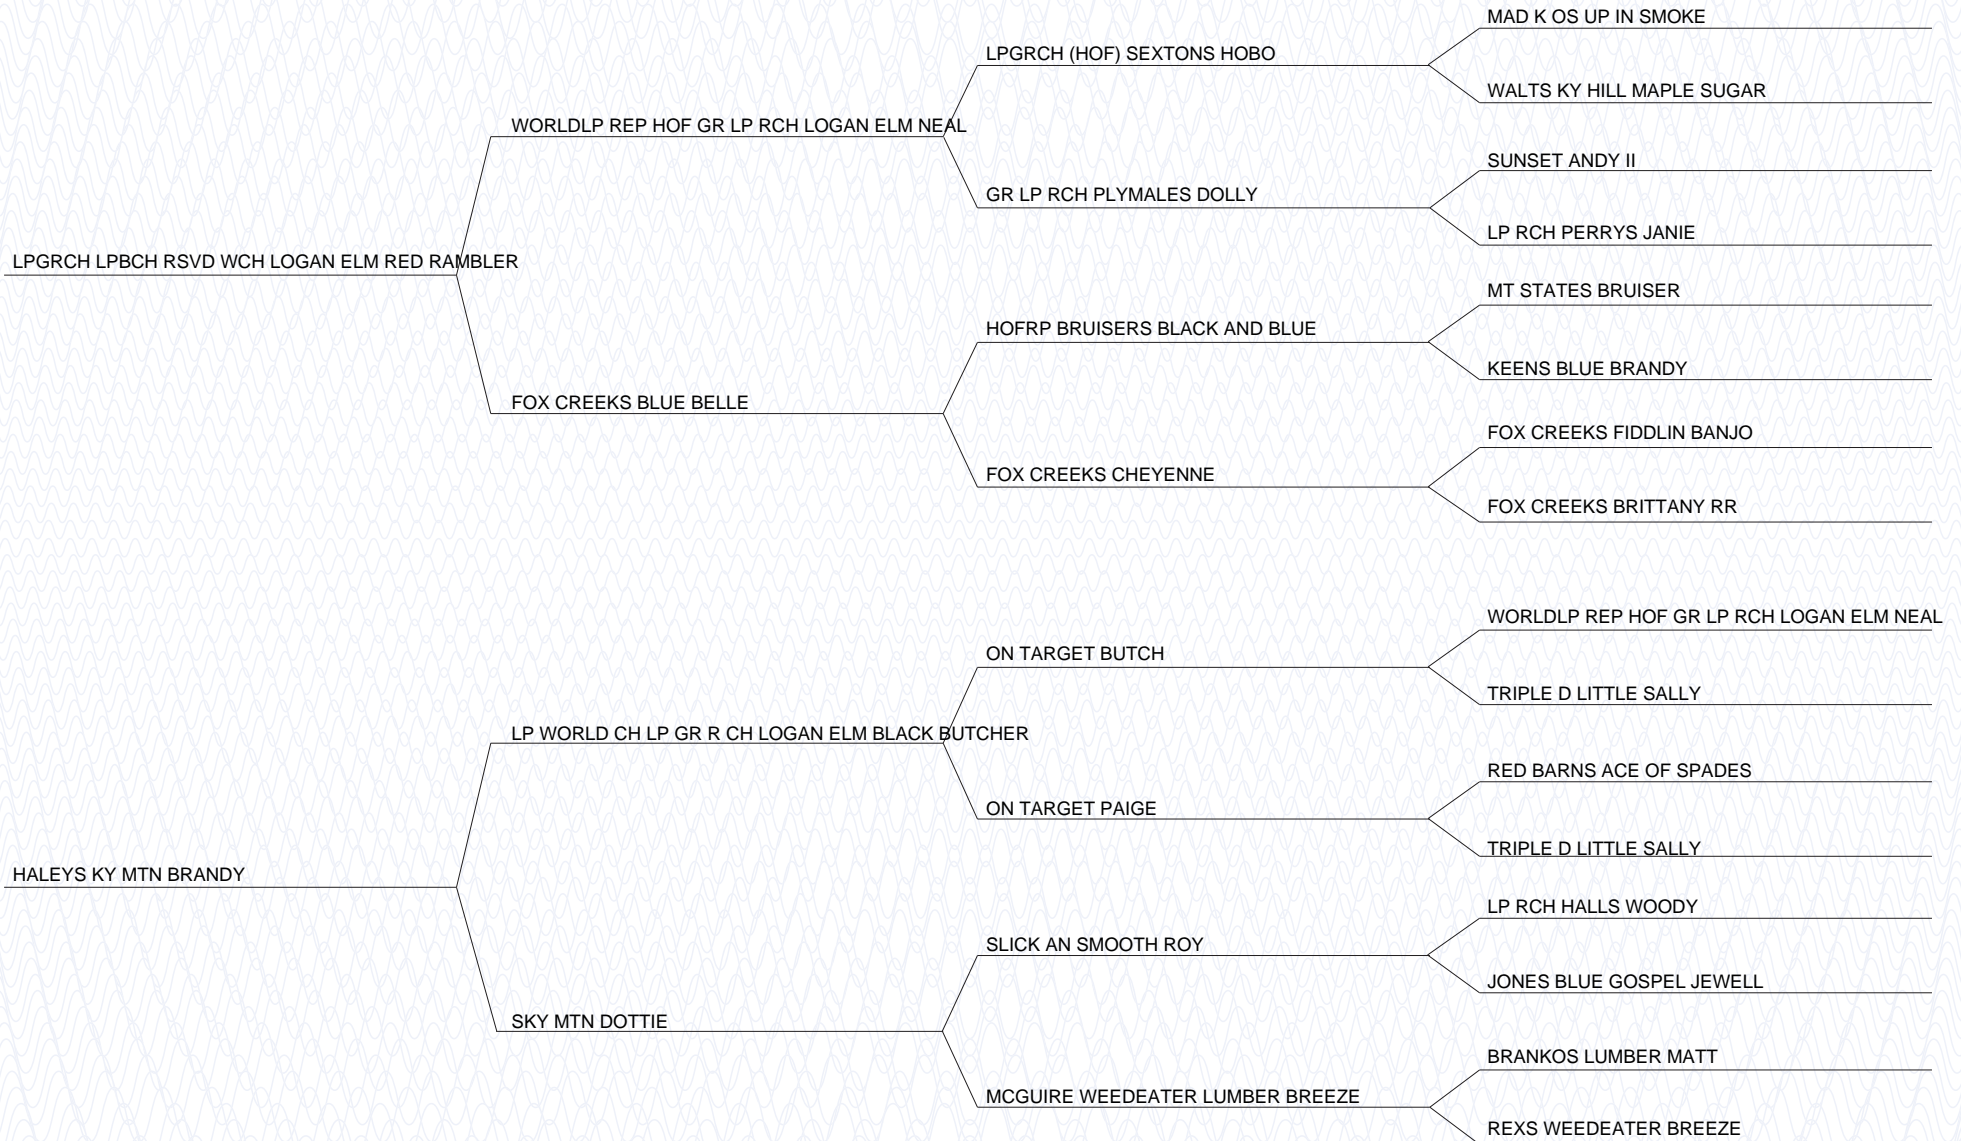 MAD K OS UP IN SMOKE
LPGRCH (HOF) SEXTONS HOBO
WALTS KY HILL MAPLE SUGAR
WORLDLP REP HOF GR LP RCH LOGAN ELM NEAL
SUNSET ANDY II
GR LP RCH PLYMALES DOLLY
LP RCH PERRYS JANIE
LPGRCH LPBCH RSVD WCH LOGAN ELM RED RAMBLER
MT STATES BRUISER
HOFRP BRUISERS BLACK AND BLUE
KEENS BLUE BRANDY
FOX CREEKS BLUE BELLE
FOX CREEKS FIDDLIN BANJO
FOX CREEKS CHEYENNE
FOX CREEKS BRITTANY RR
WORLDLP REP HOF GR LP RCH LOGAN ELM NEAL
ON TARGET BUTCH
TRIPLE D LITTLE SALLY
LP WORLD CH LP GR R CH LOGAN ELM BLACK BUTCHER
RED BARNS ACE OF SPADES
ON TARGET PAIGE
TRIPLE D LITTLE SALLY
HALEYS KY MTN BRANDY
LP RCH HALLS WOODY
SLICK AN SMOOTH ROY
JONES BLUE GOSPEL JEWELL
SKY MTN DOTTIE
BRANKOS LUMBER MATT
MCGUIRE WEEDEATER LUMBER BREEZE
REXS WEEDEATER BREEZE